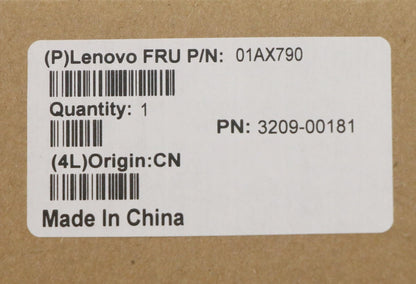 (P)Lenovo FRU P/N: 01AX790
Quantity: 1
PN: 3209-00181
(4L)Origin:CN
Made In China